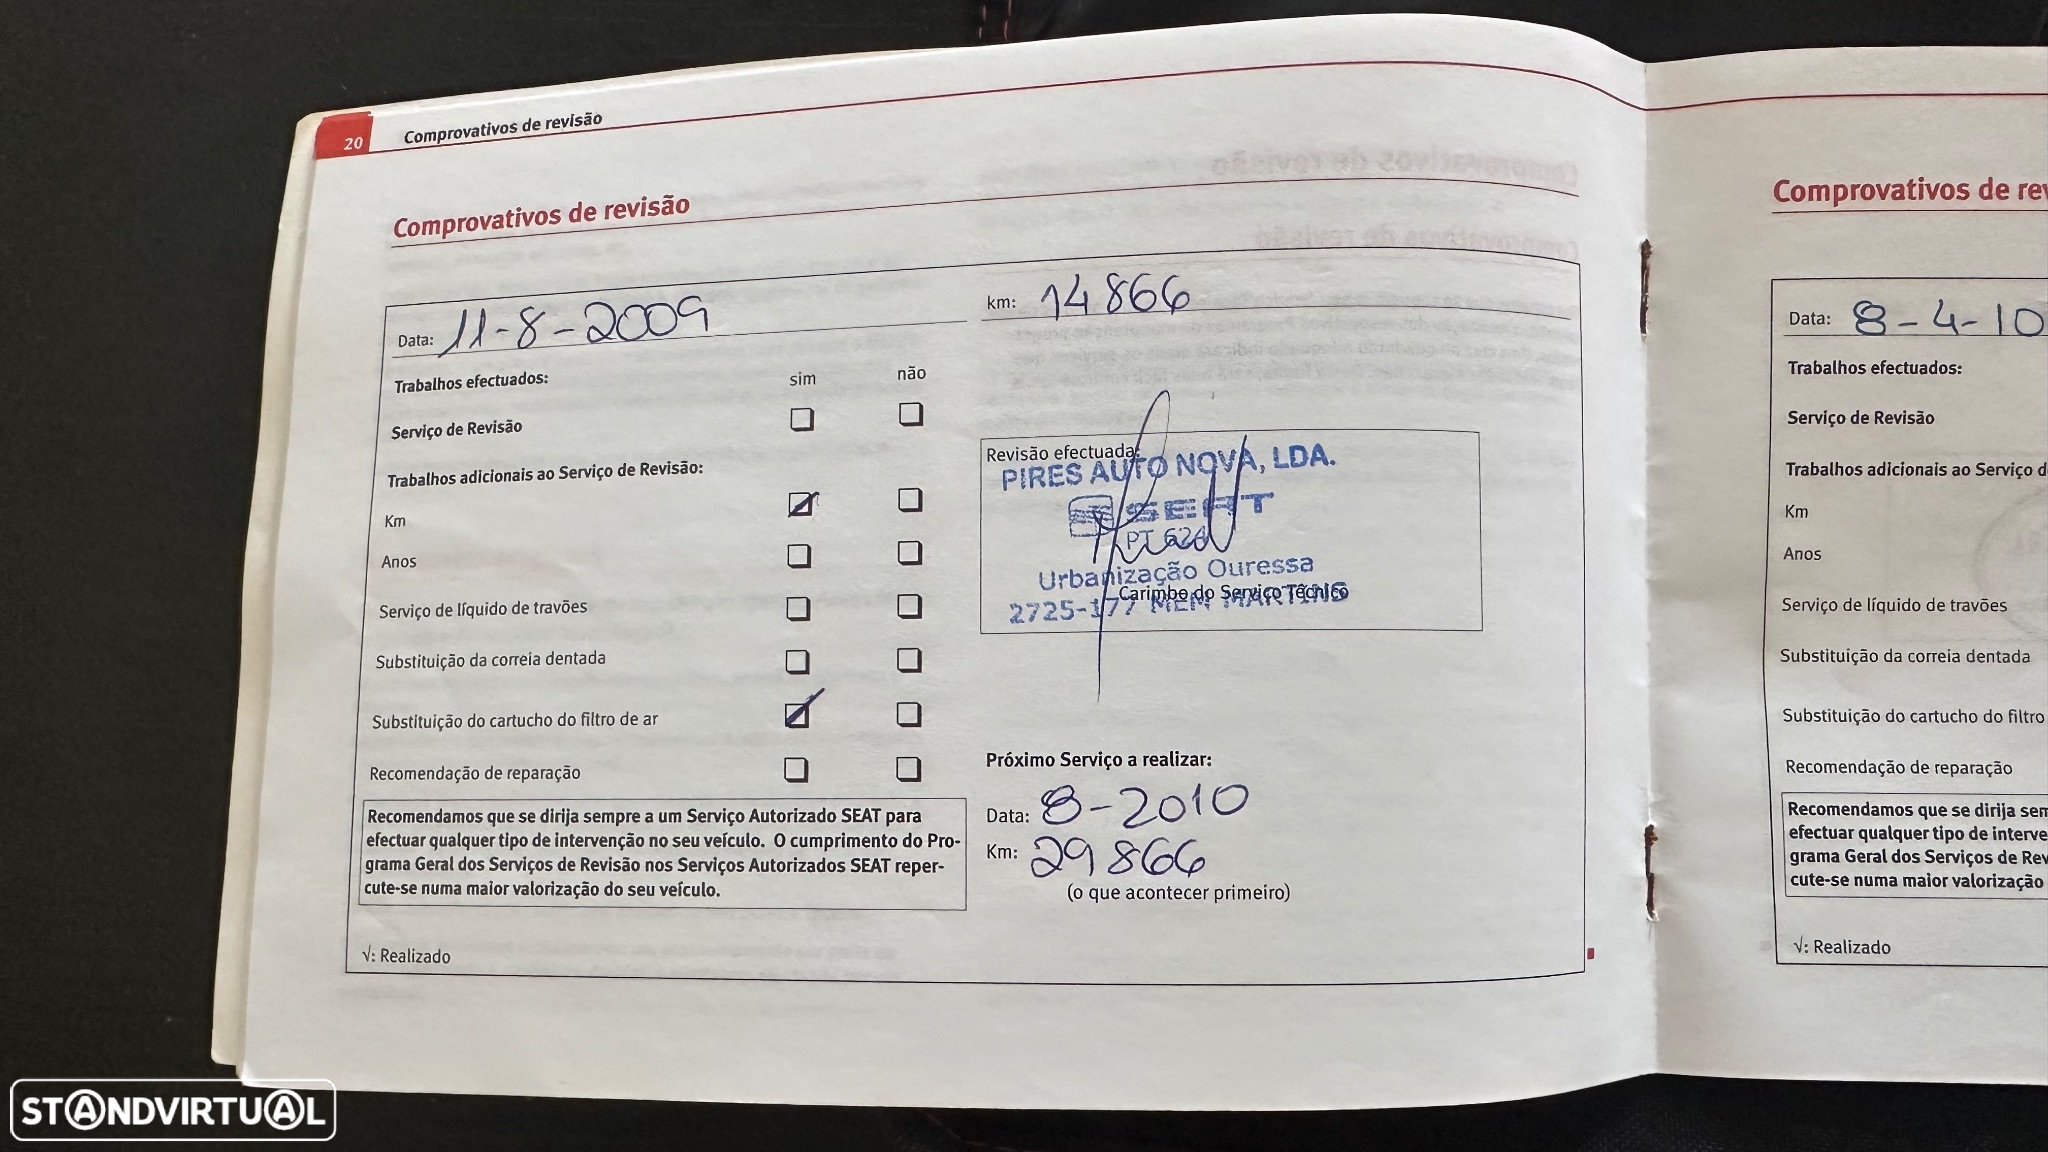 20 Comprovativos de revisão
Comprovativos de revisão
Data: 11-8-2009
km: 14866
Trabalhos efectuados: sim não
Serviço de Revisão
Trabalhos adicionais ao Serviço de Revisão:
Km
Anos
Serviço de líquido de travões
Substituição da correia dentada
Substituição do cartucho do filtro de ar
Recomendação de reparação
Recomendamos que se dirija sempre a um Serviço Autorizado SEAT para
efectuar qualquer tipo de intervenção no seu veículo. O cumprimento do Pro-
grama Geral dos Serviços de Revisão nos Serviços Autorizados SEAT reper-
cute-se numa maior valorização do seu veículo.
√: Realizado
Revisão efectuada:
PIRES AUTO NOVA, LDA.
SEAT
Urbanização Ouressa
Carimbo do Serviço Técnico
2725-177 MEM MARTINS
Próximo Serviço a realizar:
Data: 8-2010
Km: 29866
(o que acontecer primeiro)
Comprovativos de rev
Data: 8-4-10
Trabalhos efectuados:
Serviço de Revisão
Trabalhos adicionais ao Serviço d
Km
Anos
Serviço de líquido de travões
Substituição da correia dentada
Substituição do cartucho do filtro
Recomendação de reparação
Recomendamos que se dirija sem
efectuar qualquer tipo de interve
grama Geral dos Serviços de Rev
cute-se numa maior valorização
√: Realizado
STANDVIRTUAL